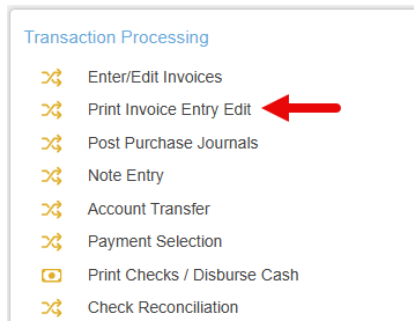 Transaction Processing
Enter/Edit Invoices
Print Invoice Entry Edit
Post Purchase Journals
Note Entry
Account Transfer
Payment Selection
Print Checks / Disburse Cash
Check Reconciliation